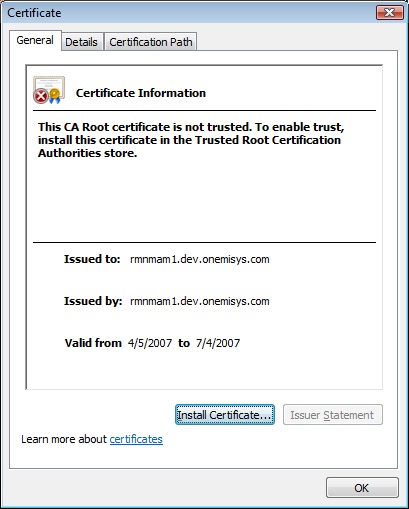 Certificate
General Details Certification Path
Certificate Information
This CA Root certificate is not trusted. To enable trust,
install this certificate in the Trusted Root Certification
Authorities store.
Issued to: rmnmam1.dev.onemisys.com
Issued by: rmnmam1.dev.onemisys.com
Valid from 4/5/2007 to 7/4/2007
Install Certificate... Issuer Statement
Learn more about certificates
OK